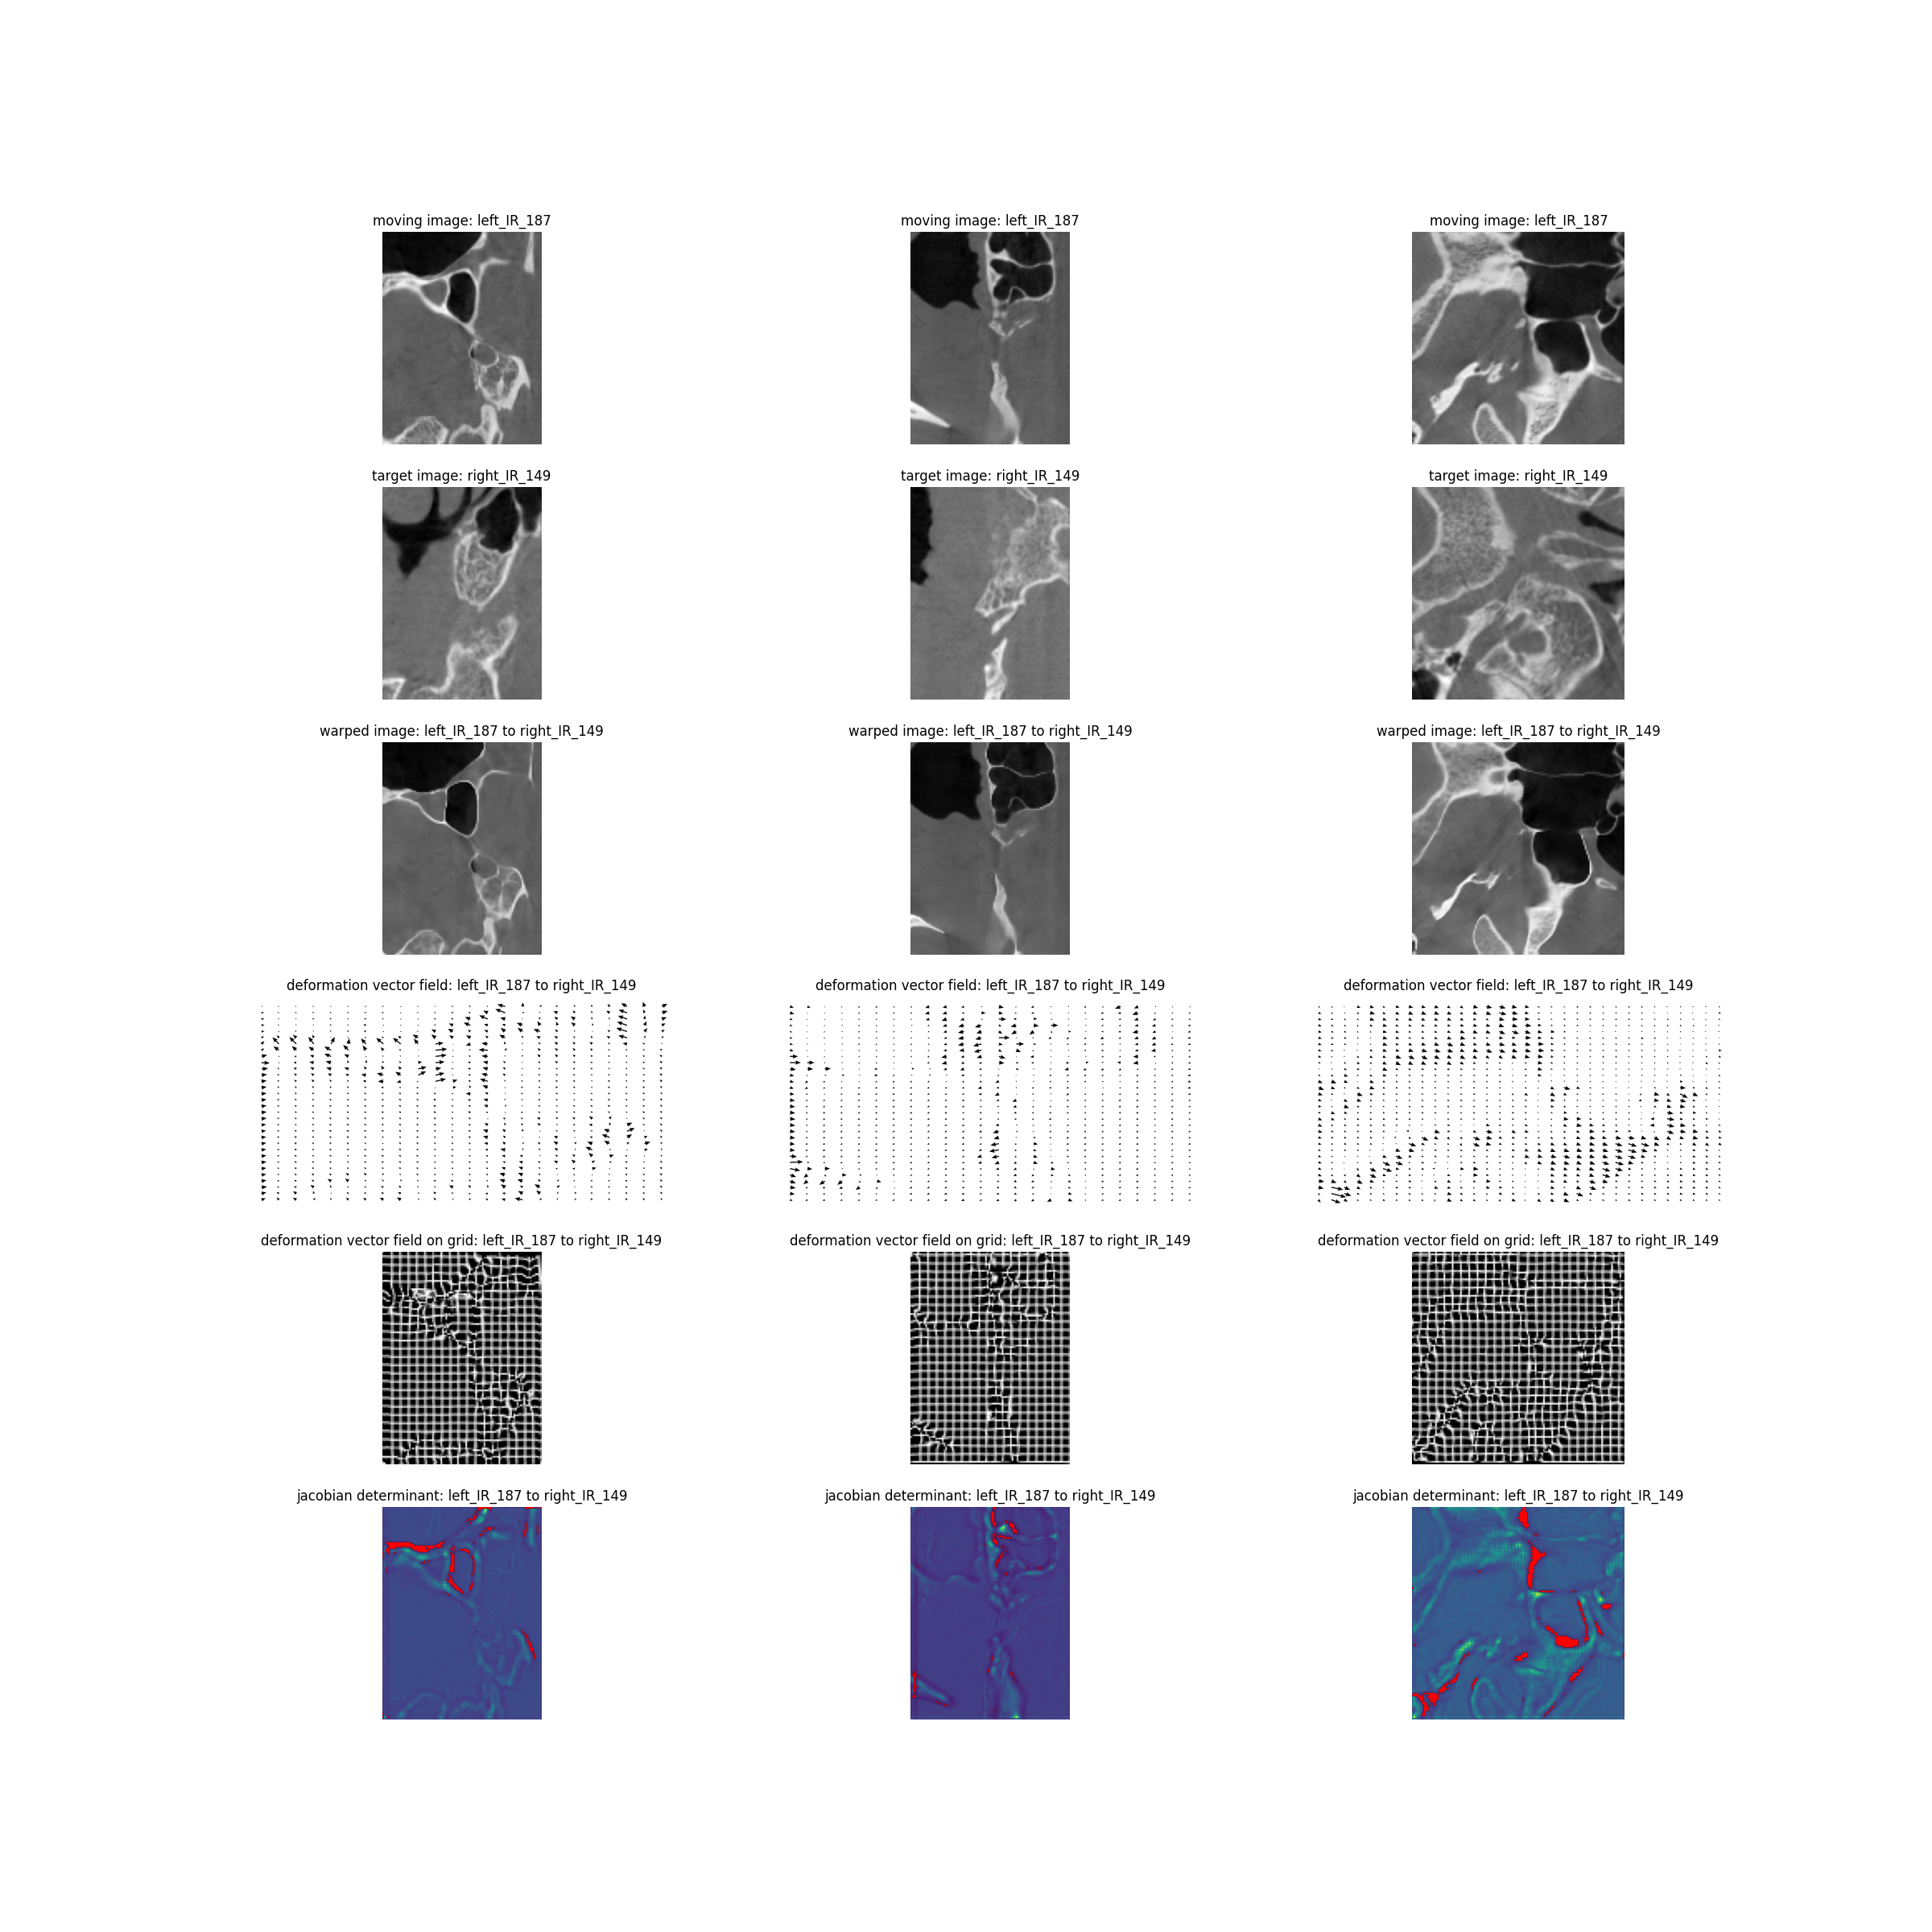 moving image: left_IR_187
moving image: left_IR_187
moving image: left_IR_187
target image: right_IR_149
target image: right_IR_149
target image: right_IR_149
warped image: left_IR_187 to right_IR_149
warped image: left_IR_187 to right_IR_149
warped image: left_IR_187 to right_IR_149
deformation vector field: left_IR_187 to right_IR_149
deformation vector field: left_IR_187 to right_IR_149
deformation vector field: left_IR_187 to right_IR_149
deformation vector field on grid: left_IR_187 to right_IR_149
deformation vector field on grid: left_IR_187 to right_IR_149
deformation vector field on grid: left_IR_187 to right_IR_149
jacobian determinant: left_IR_187 to right_IR_149
jacobian determinant: left_IR_187 to right_IR_149
jacobian determinant: left_IR_187 to right_IR_149